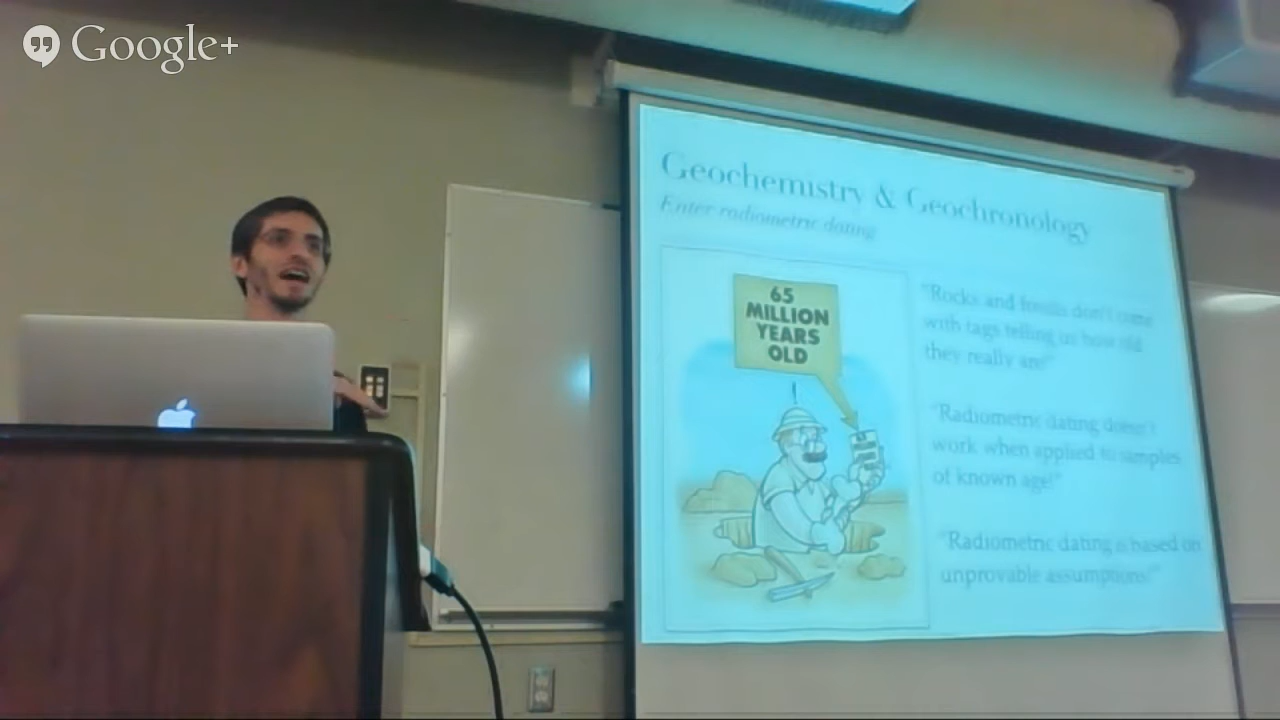 Google+
Geochemistry & Geochronology
Enter radiometric dating
65
MILLION
YEARS
OLD
"Rocks and fossils don't come
with tags telling us how old
they really are!"
"Radiometric dating doesn't
work when applied to samples
of known age!"
"Radiometric dating is based on
unprovable assumptions!"
65